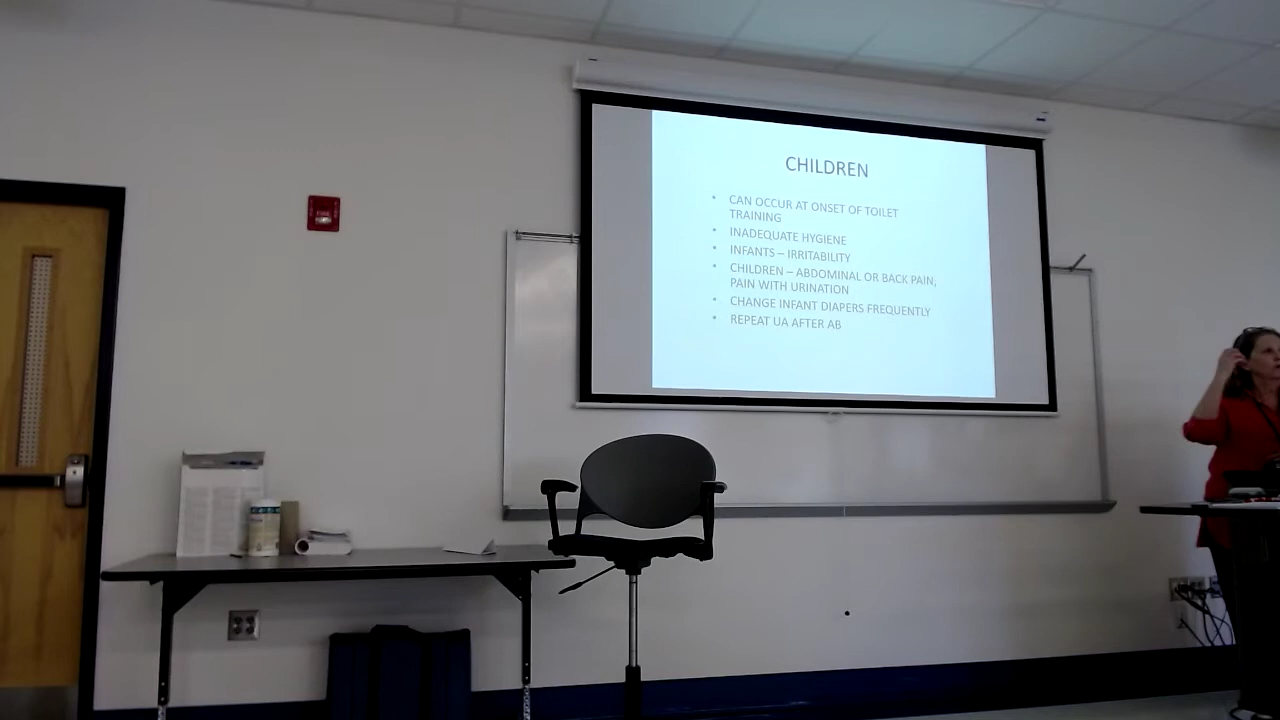 CHILDREN
• CAN OCCUR AT ONSET OF TOILET
TRAINING
• INADEQUATE HYGIENE
• INFANTS – IRRITABILITY
• CHILDREN – ABDOMINAL OR BACK PAIN,
PAIN WITH URINATION
• CHANGE INFANT DIAPERS FREQUENTLY
• REPEAT UA AFTER AB
FIRE